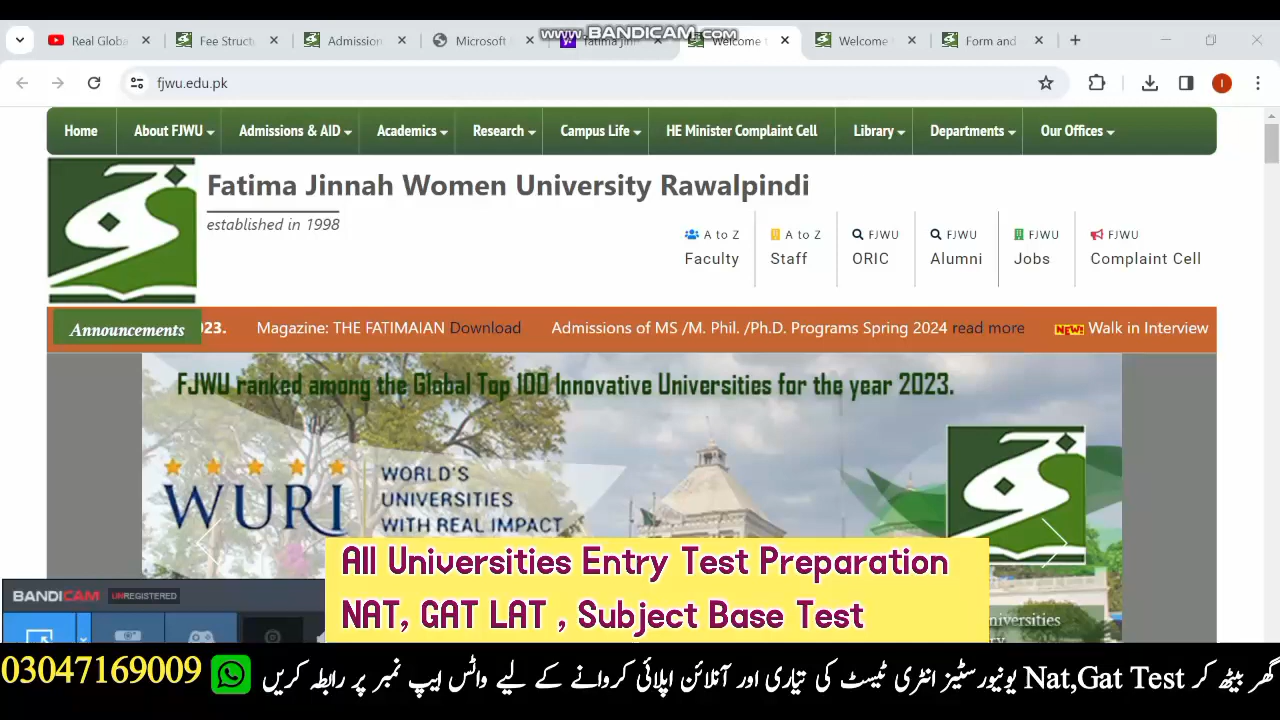 www.BANDICAM.com
Real Globa
Fee Struct
Admission
Microsoft
fatima jin
Welcome t
Welcome
Form and
fjwu.edu.pk
Home
About FJWU
Admissions & AID
Academics
Research
Campus Life
HE Minister Complaint Cell
Library
Departments
Our Offices
Fatima Jinnah Women University Rawalpindi
established in 1998
A to Z
Faculty
A to Z
Staff
FJWU
ORIC
FJWU
Alumni
FJWU
Jobs
FJWU
Complaint Cell
Announcements
023.
Magazine: THE FATIMAIAN Download
Admissions of MS /M. Phil. /Ph.D. Programs Spring 2024 read more
NEW! Walk in Interview
FJWU ranked among the Global Top 100 Innovative Universities for the year 2023.
WURI
WORLD'S
UNIVERSITIES
WITH REAL IMPACT
BANDICAM UNREGISTERED
All Universities Entry Test Preparation
NAT, GAT LAT , Subject Base Test
03047169009
گھر بیٹھ کر Nat,Gat Test یونیورسٹیز انٹری ٹیسٹ کی تیاری اور آنلائن اپلائی کروانے کے لیے واٹس ایپ نمبر پر رابطہ کریں